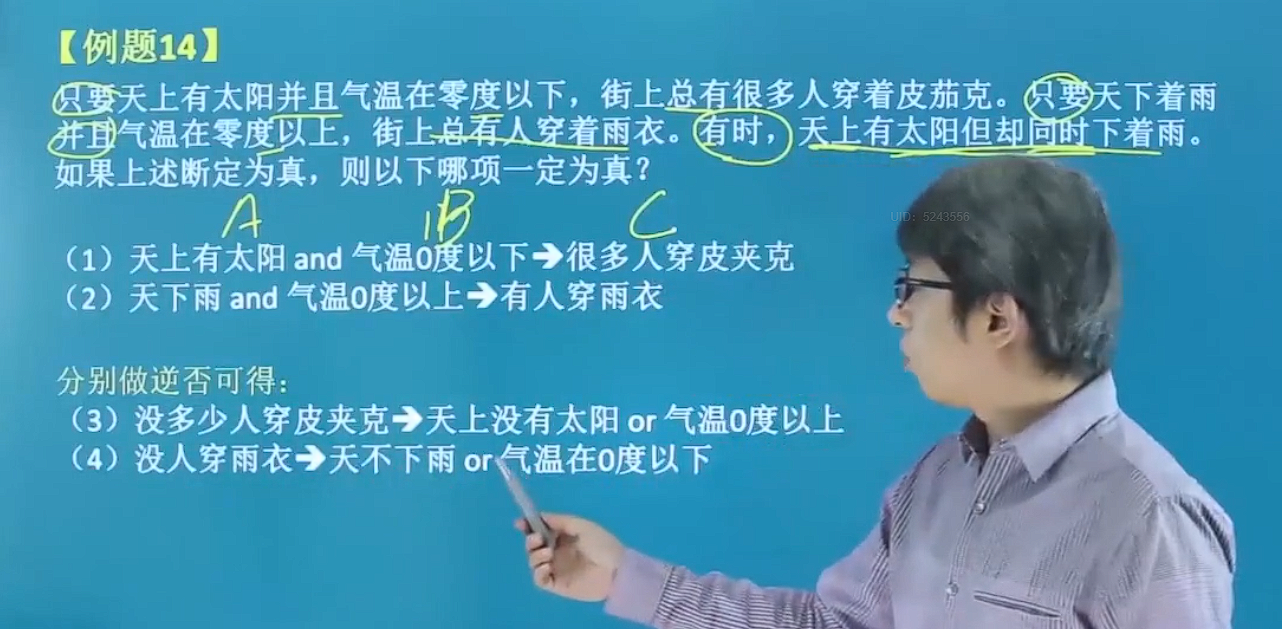 【例题14】
只要天上有太阳并且气温在零度以下，街上总有很多人穿着皮茄克。只要天下着雨
并且气温在零度以上，街上总有人穿着雨衣。有时，天上有太阳但却同时下着雨。
如果上述断定为真，则以下哪项一定为真？
A B C
UID: 5243556
（1）天上有太阳 and 气温0度以下➔很多人穿皮夹克
（2）天下雨 and 气温0度以上➔有人穿雨衣
分别做逆否可得：
（3）没多少人穿皮夹克➔天上没有太阳 or 气温0度以上
（4）没人穿雨衣➔天不下雨 or 气温在0度以下